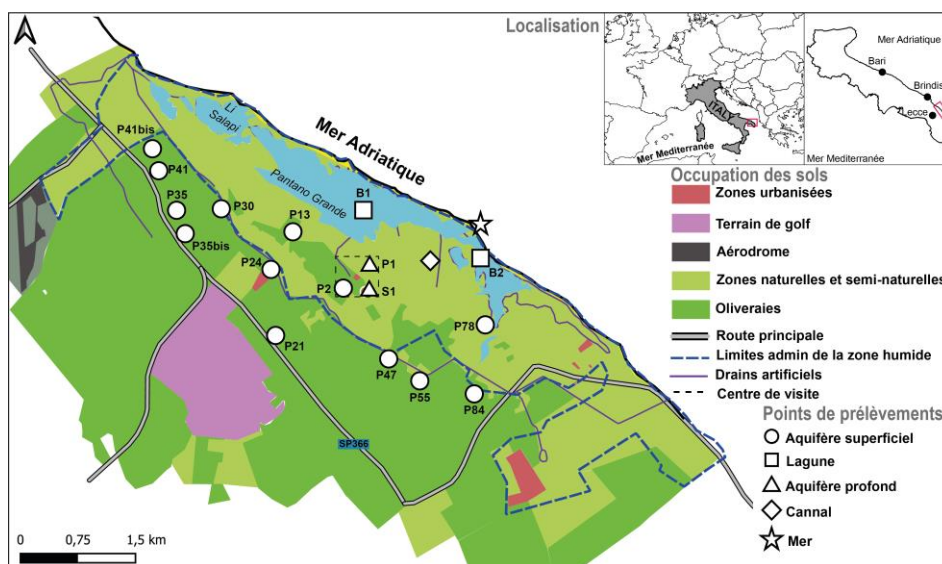 Localisation
Mer Adriatique
Bari
Brindis
Lecce
Mer Mediterranée
ITALY
Mer Mediterranée
Li
Salapi
Mer Adriatique
Pantano Grande
P41bis
P41
P35
P30
P35bis
P13
B1
P24
P1
P2
S1
B2
P78
P21
P47
P55
P84
SP366
0 0,75 1,5 km
Occupation des sols
Zones urbanisées
Terrain de golf
Aérodrome
Zones naturelles et semi-naturelles
Oliveraies
Route principale
Limites admin de la zone humide
Drains artificiels
Centre de visite
Points de prélèvements
Aquifère superficiel
Lagune
Aquifère profond
Cannal
Mer